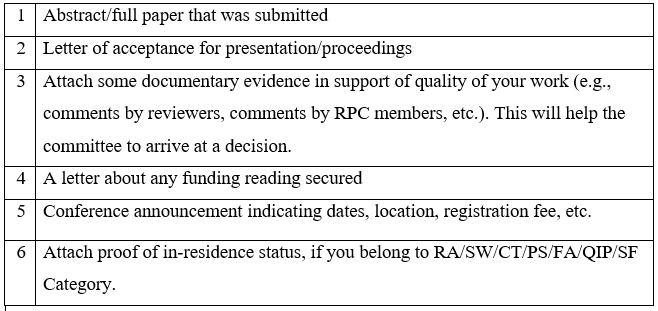 1 Abstract/full paper that was submitted
2 Letter of acceptance for presentation/proceedings
3 Attach some documentary evidence in support of quality of your work (e.g.,
comments by reviewers, comments by RPC members, etc.). This will help the
committee to arrive at a decision.
4 A letter about any funding reading secured
5 Conference announcement indicating dates, location, registration fee, etc.
6 Attach proof of in-residence status, if you belong to RA/SW/CT/PS/FA/QIP/SF
Category.